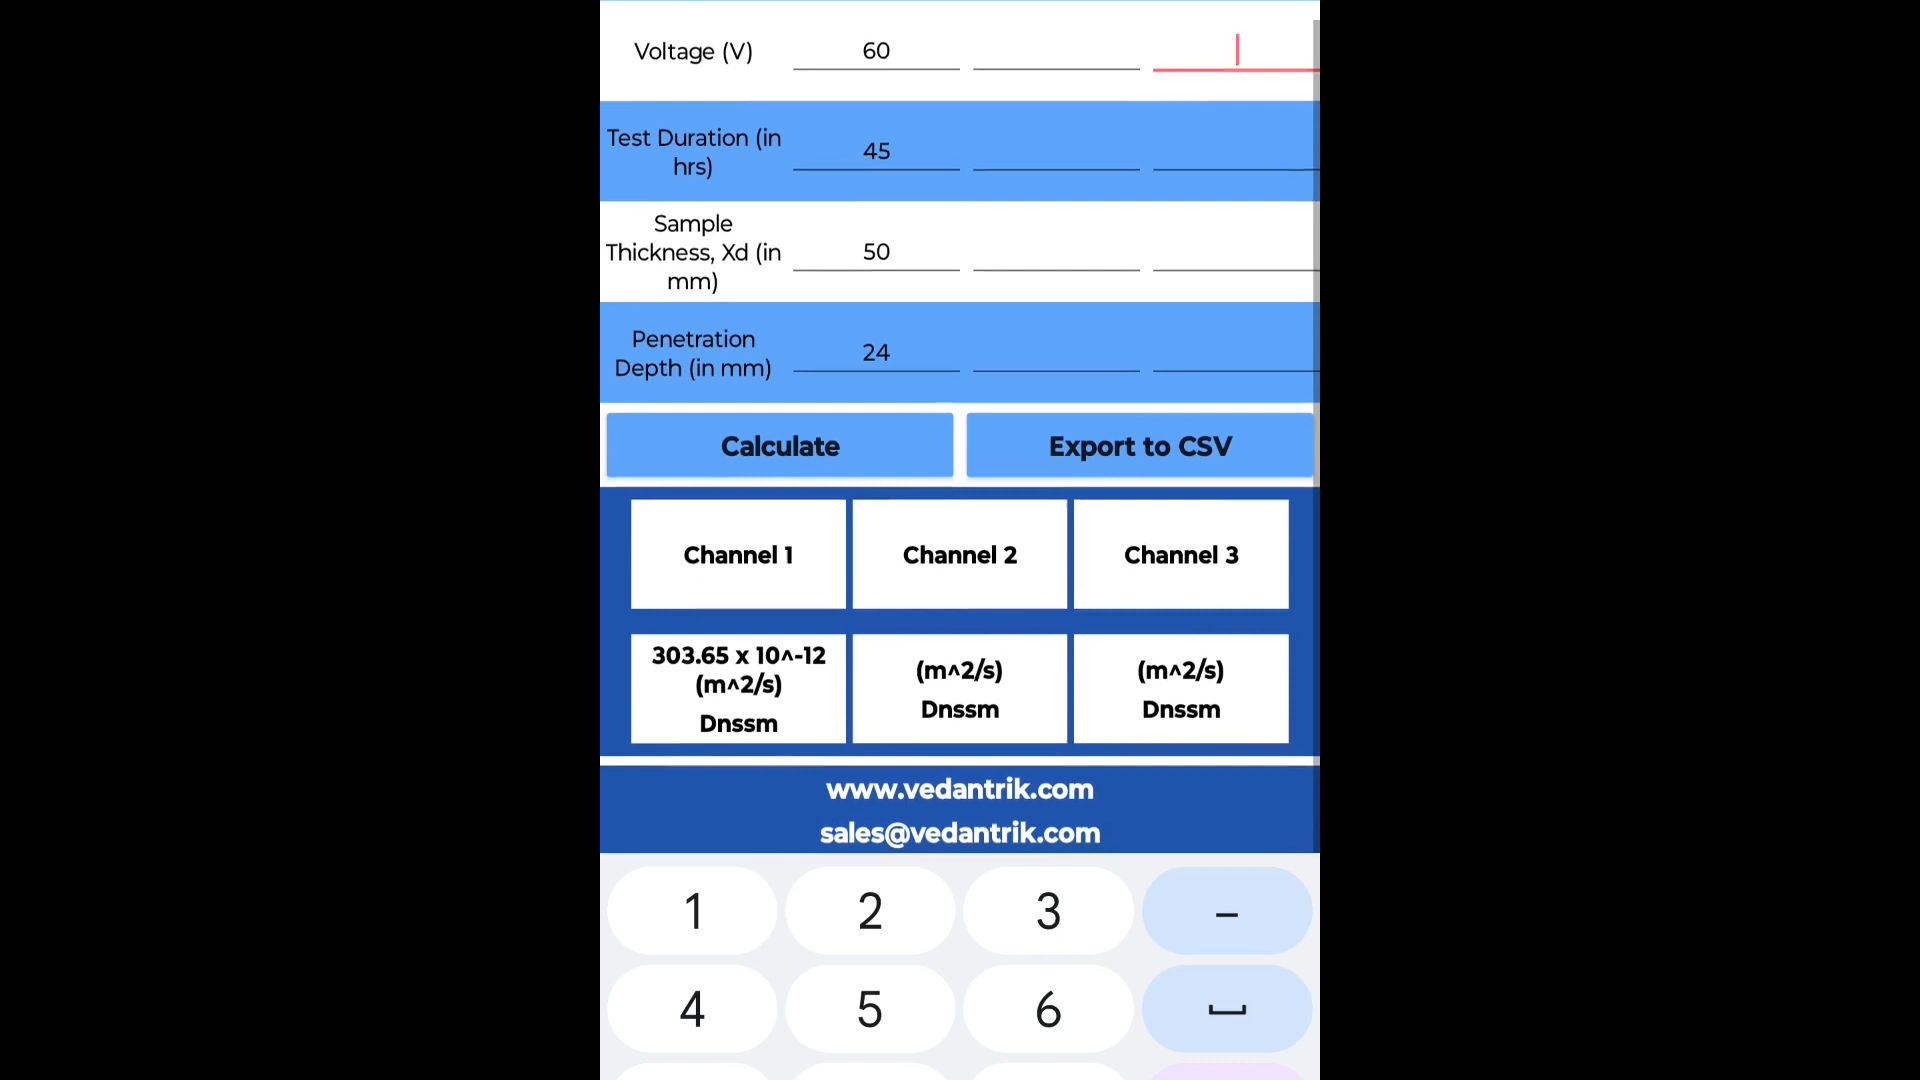 Voltage (V) 60
Test Duration (in
hrs) 45
Sample
Thickness, Xd (in
mm) 50
Penetration
Depth (in mm) 24
Calculate Export to CSV
Channel 1 Channel 2 Channel 3
303.65 x 10^-12
(m^2/s)
Dnssm
(m^2/s)
Dnssm
(m^2/s)
Dnssm
www.vedantrik.com
sales@vedantrik.com
1 2 3 –
4 5 6